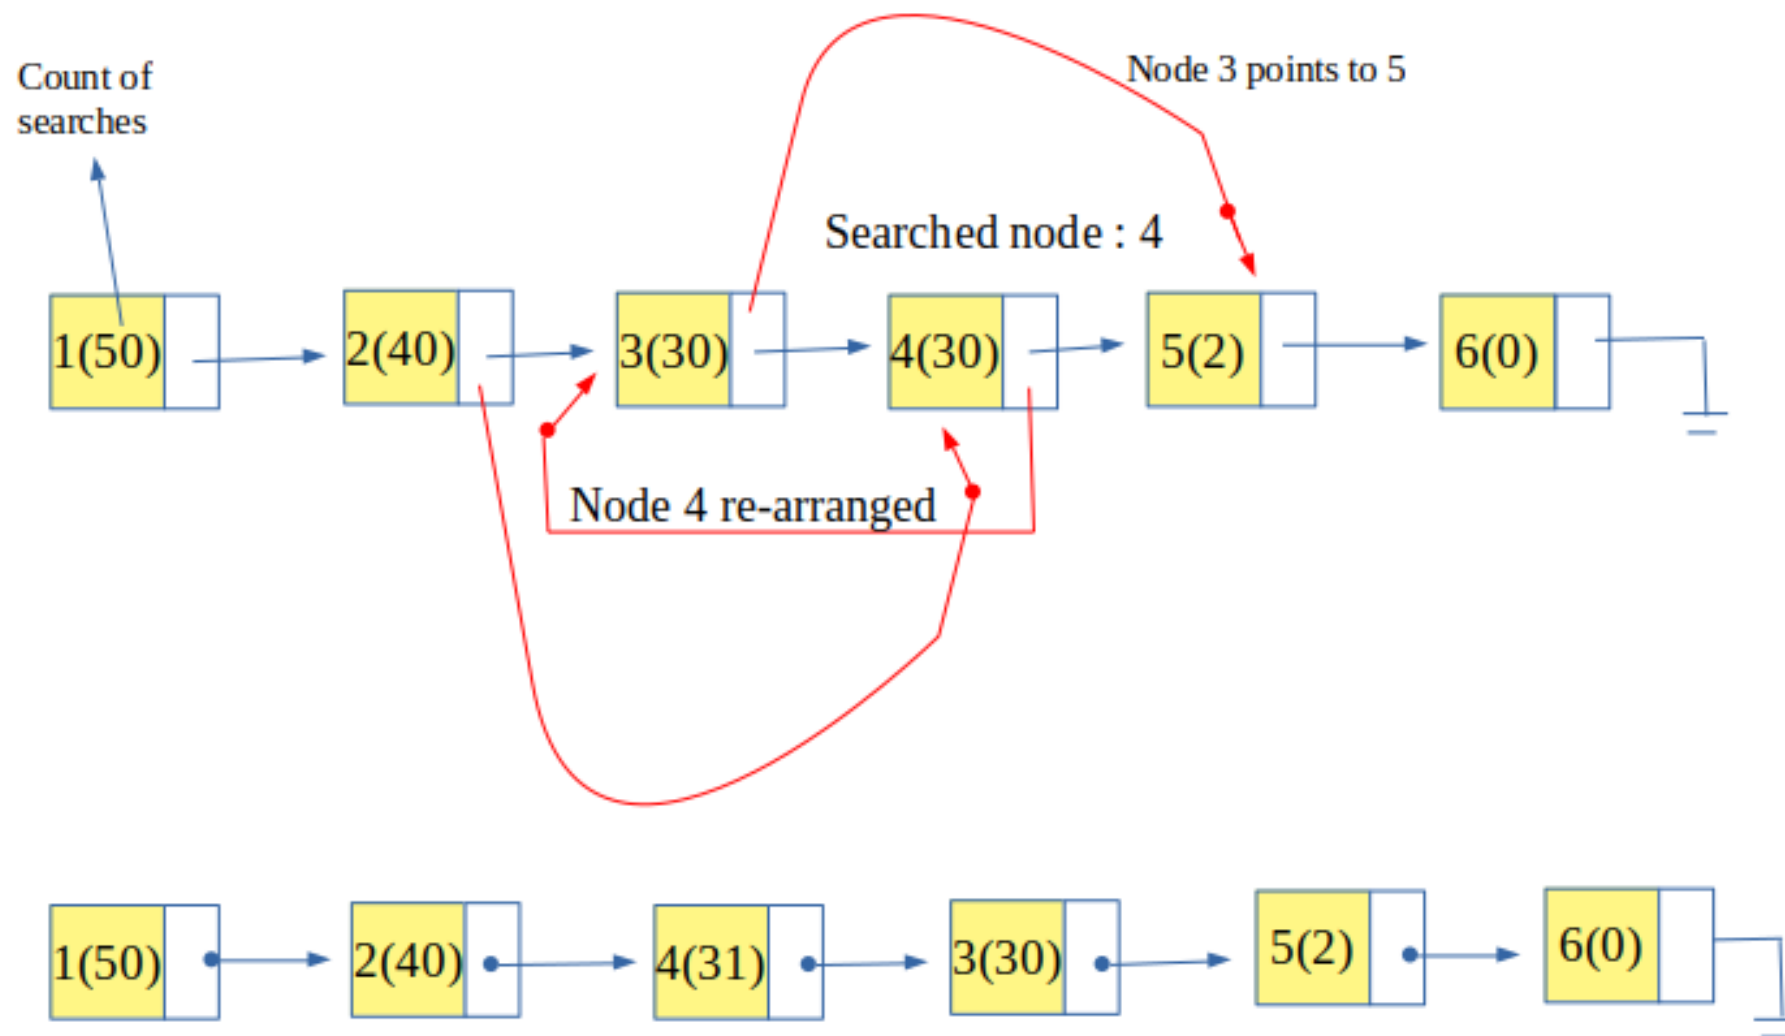 Count of
searches
Node 3 points to 5
Searched node : 4
1(50)
2(40)
3(30)
4(30)
5(2)
6(0)
Node 4 re-arranged
1(50)
2(40)
4(31)
3(30)
5(2)
6(0)